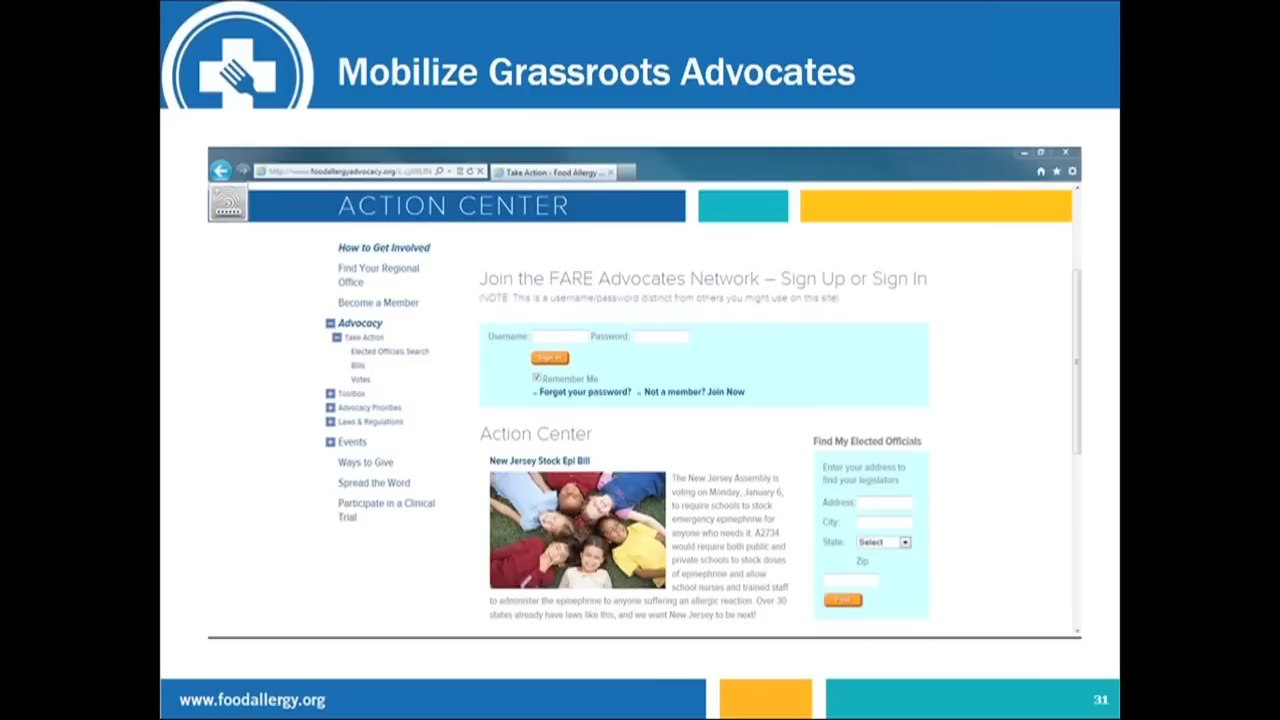 Mobilize Grassroots Advocates
Take Action - Food Allergy ...
ACTION CENTER
How to Get Involved
Find Your Regional
Office
Become a Member
Advocacy
Take Action
Elected Officials Search
Bills
Votes
Toolbox
Advocacy Priorities
Laws & Regulations
Events
Ways to Give
Spread the Word
Participate in a Clinical
Trial
Join the FARE Advocates Network – Sign Up or Sign In
(NOTE: This is a username/password distinct from others you might use on this site)
Username: Password:
Sign In
Remember Me
Forgot your password? Not a member? Join Now
Action Center
New Jersey Stock Epi Bill
The New Jersey Assembly is
voting on Monday, January 6,
to require schools to stock
emergency epinephrine for
anyone who needs it. A2734
would require both public and
private schools to stock doses
of epinephrine and allow
school nurses and trained staff
to administer the epinephrine to anyone suffering an allergic reaction. Over 30
states already have laws like this, and we want New Jersey to be next!
Find My Elected Officials
Enter your address to
find your legislators
Address:
City:
State: Select
Zip:
www.foodallergy.org
31